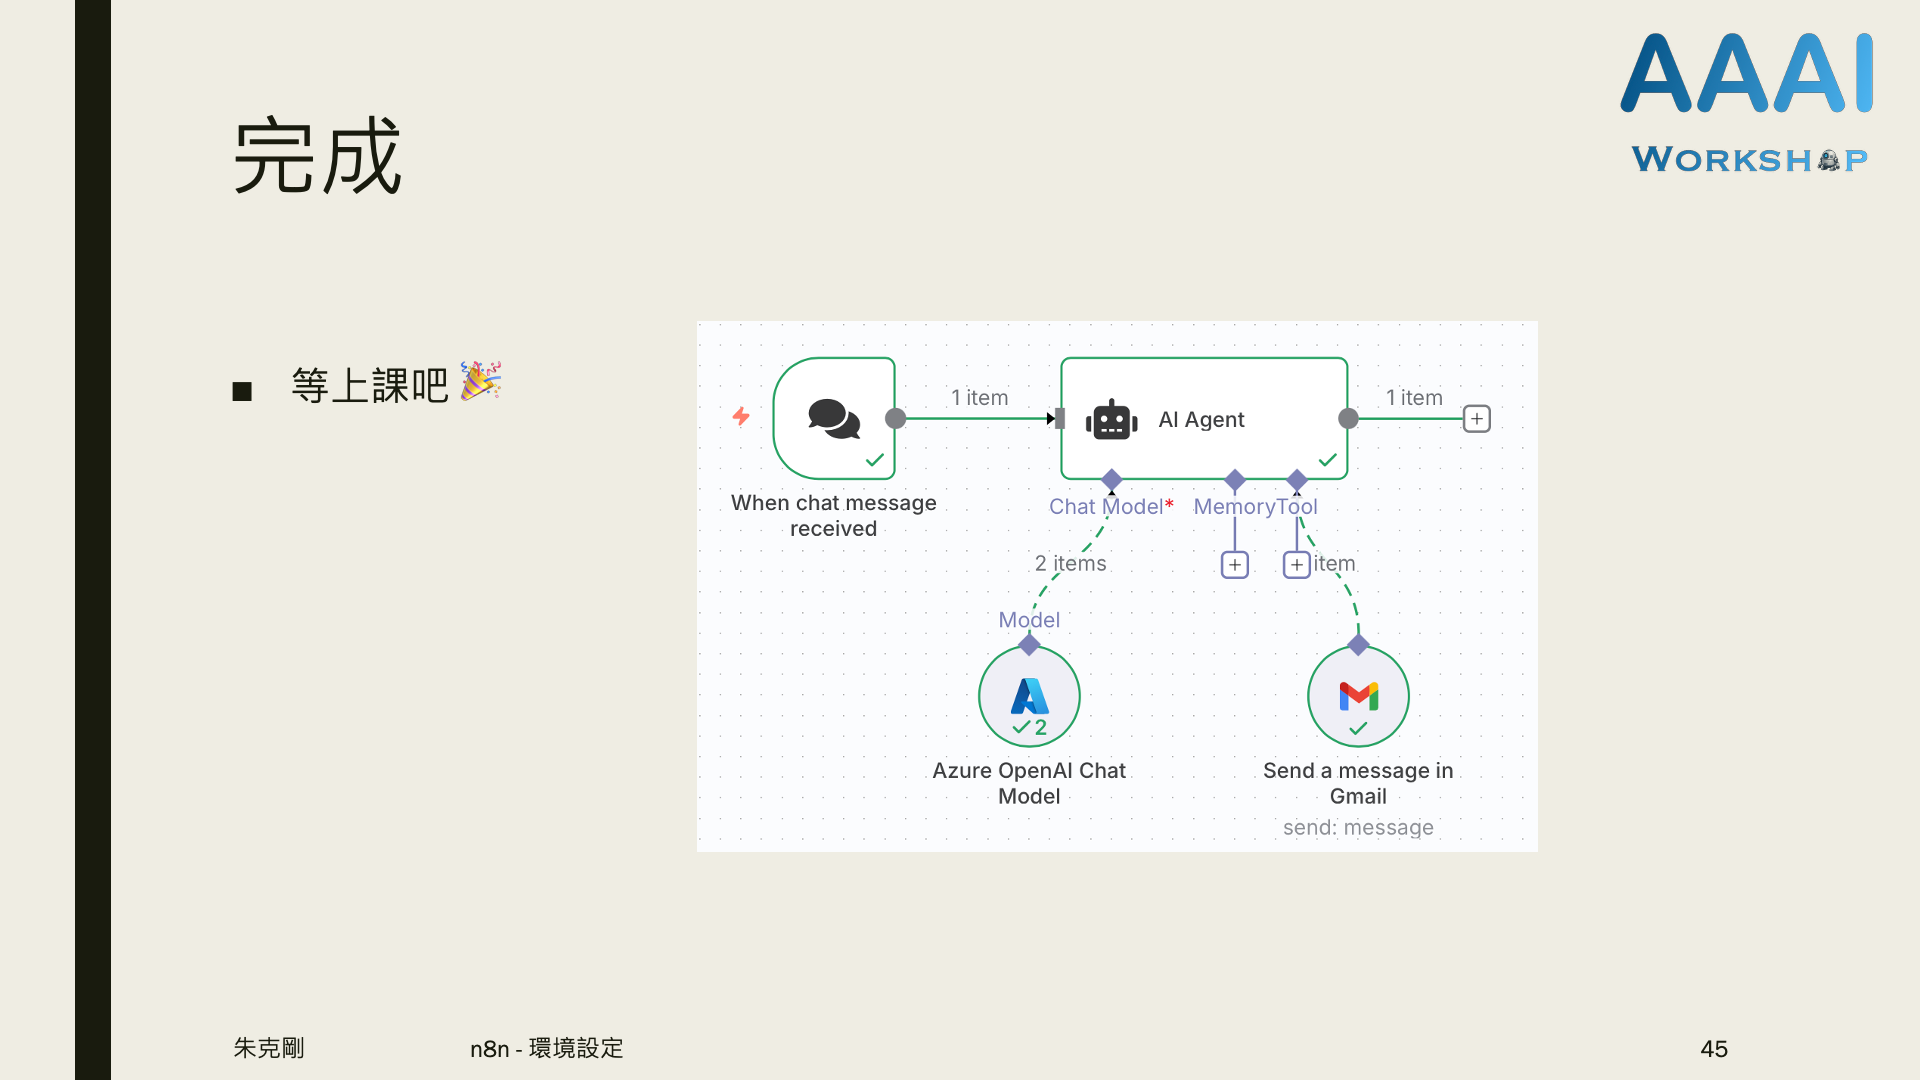 AAAI
WORKSHOP
完成
■ 等上課吧🎉
1 item
AI Agent
1 item
When chat message
received
Chat Model*
Memory
Tool
2 items
item
Model
2
Azure OpenAI Chat
Model
Send a message in
Gmail
send: message
朱克剛
n8n - 環境設定
45